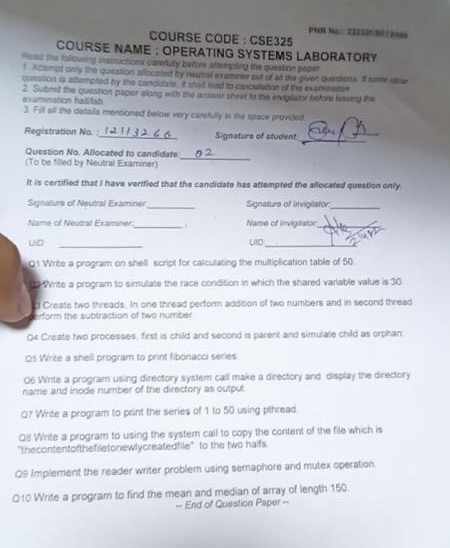 PNR No:
COURSE CODE : CSE325
COURSE NAME : OPERATING SYSTEMS LABORATORY
Read the following instructions carefully before attempting the question paper
1 Attempt only the question allocated by neutral examiner out of all the given questions. If some other
question is attempted by the candidate, it shall lead to cancellation of the examination
2. Submit the question paper along with the answer sheet to the invigilator before leaving the
examination hall/lab
3. Fill all the details mentioned below very carefully in the space provided
Registration No. : 12113266 Signature of student:
Question No. Allocated to candidate: 02
(To be filled by Neutral Examiner)
It is certified that I have verified that the candidate has attempted the allocated question only.
Signature of Neutral Examiner: Signature of Invigilator:
Name of Neutral Examiner: Name of Invigilator:
UID UID
Q1 Write a program on shell script for calculating the multiplication table of 50.
Write a program to simulate the race condition in which the shared variable value is 30
Create two threads, In one thread perform addition of two numbers and in second thread
perform the subtraction of two number
Q4 Create two processes, first is child and second is parent and simulate child as orphan.
Q5 Write a shell program to print fibonacci series
Q6 Write a program using directory system call make a directory and display the directory
name and inode number of the directory as output.
Q7 Write a program to print the series of 1 to 50 using pthread.
Q8 Write a program to using the system call to copy the content of the file which is
"thecontentofthefiletonewlycreatedfile" to the two halfs.
Q9 Implement the reader writer problem using semaphore and mutex operation.
Q10 Write a program to find the mean and median of array of length 150.
-- End of Question Paper --